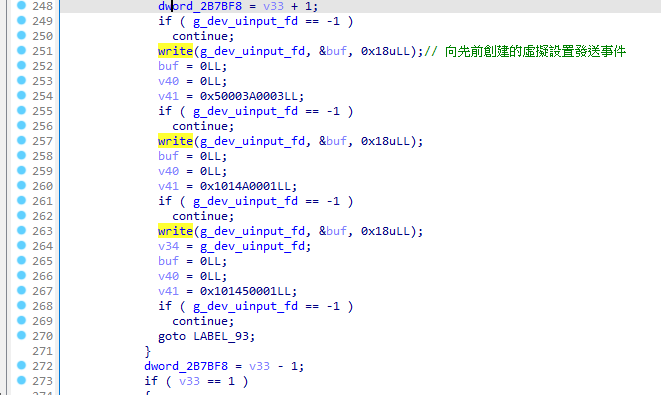 248 dword_2B7BF8 = v33 + 1;
249 if ( g_dev_uinput_fd == -1 )
250 continue;
251 write(g_dev_uinput_fd, &buf, 0x18uLL);// 向先前創建的虛擬設置發送事件
252 buf = 0LL;
253 v40 = 0LL;
254 v41 = 0x50003A0003LL;
255 if ( g_dev_uinput_fd == -1 )
256 continue;
257 write(g_dev_uinput_fd, &buf, 0x18uLL);
258 buf = 0LL;
259 v40 = 0LL;
260 v41 = 0x1014A0001LL;
261 if ( g_dev_uinput_fd == -1 )
262 continue;
263 write(g_dev_uinput_fd, &buf, 0x18uLL);
264 v34 = g_dev_uinput_fd;
265 buf = 0LL;
266 v40 = 0LL;
267 v41 = 0x101450001LL;
268 if ( g_dev_uinput_fd == -1 )
269 continue;
270 goto LABEL_93;
271 }
272 dword_2B7BF8 = v33 - 1;
273 if ( v33 == 1 )